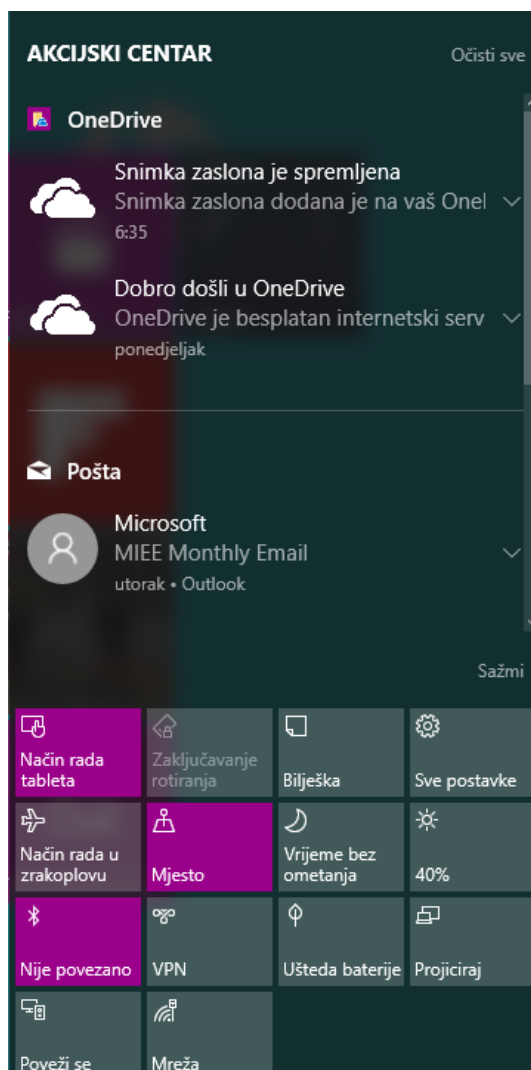 AKCIJSKI CENTAR
Očisti sve
OneDrive
Snimka zaslona je spremljena
Snimka zaslona dodana je na vaš
6:35
Dobro došli u OneDrive
OneDrive je besplatan internetski serv
ponedjeljak
Pošta
Microsoft
MIEE Monthly Email
utorak • Outlook
Sažmi
Način rada
tableta
Zaključavanje
rotiranja
Bilješka
Sve postavke
Način rada u
zrakoplovu
Mjesto
Vrijeme bez
ometanja
40%
Nije povezano
VPN
Ušteda baterije
Projiciraj
Poveži se
Mreža